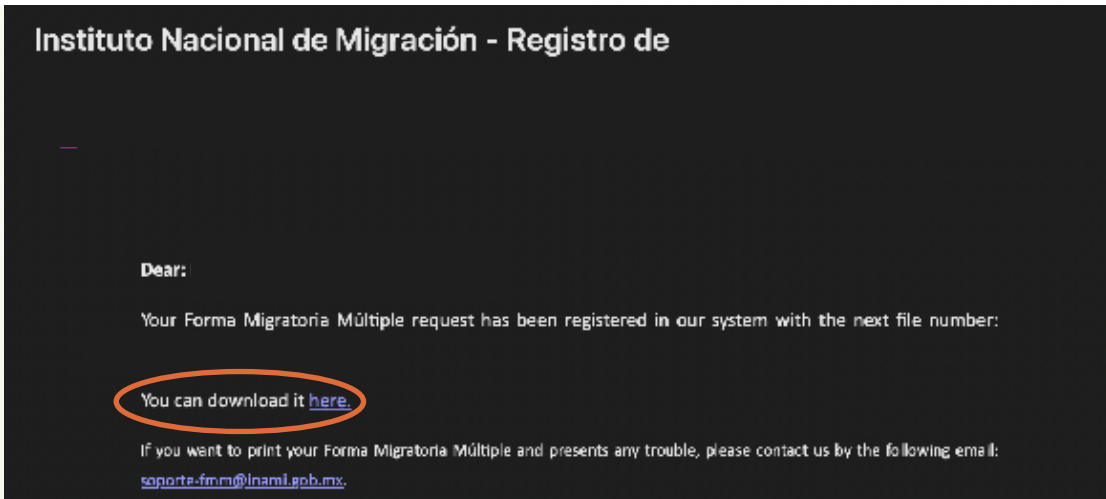 Instituto Nacional de Migración - Registro de
Dear:
Your Forma Migratoria Múltiple request has been registered in our system with the next file number:
You can download it here.
If you want to print your Forma Migratoria Múltiple and presents any trouble, please contact us by the following email:
soporte-fmm@inami.gob.mx.